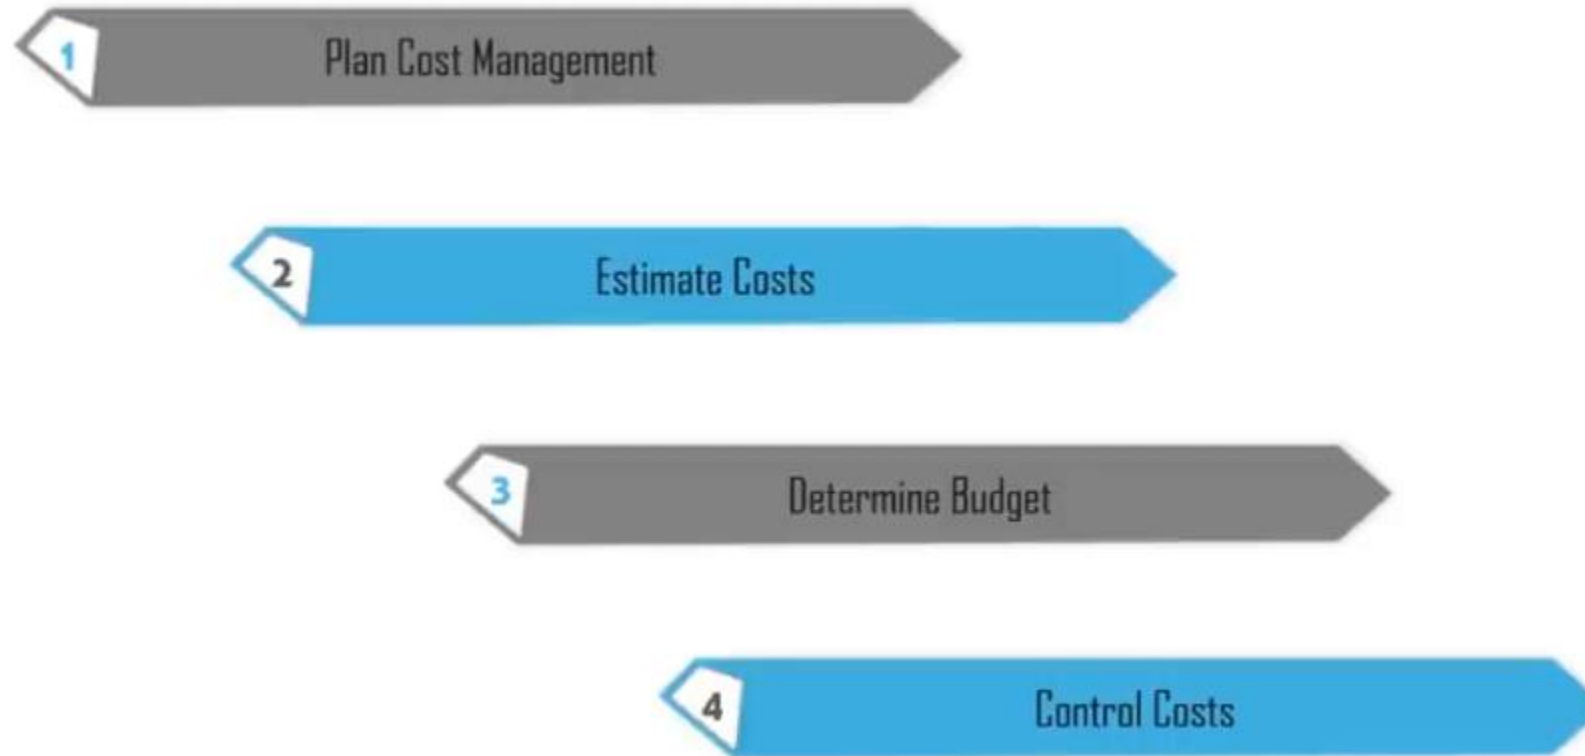 1 Plan Cost Management
2 Estimate Costs
3 Determine Budget
4 Control Costs